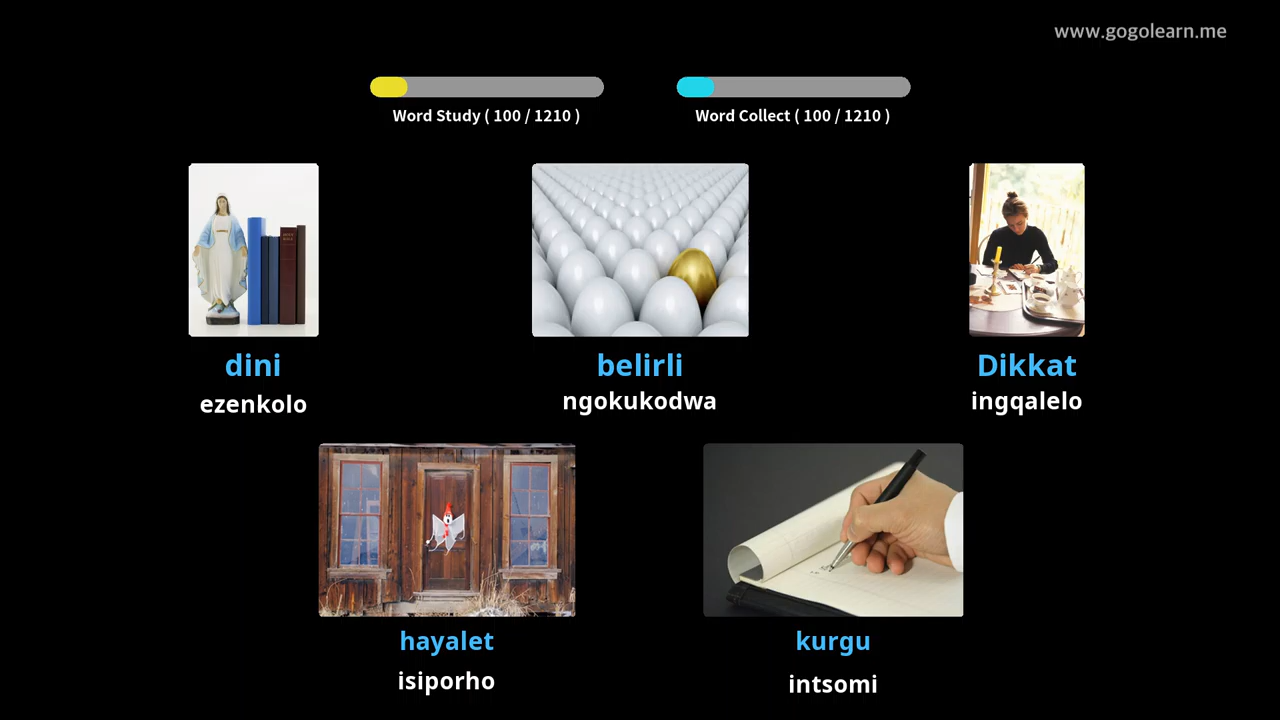 www.gogolearn.me
Word Study ( 100 / 1210 )
Word Collect ( 100 / 1210 )
dini
ezenkolo
belirli
ngokukodwa
Dikkat
ingqalelo
hayalet
isiporho
kurgu
intsomi